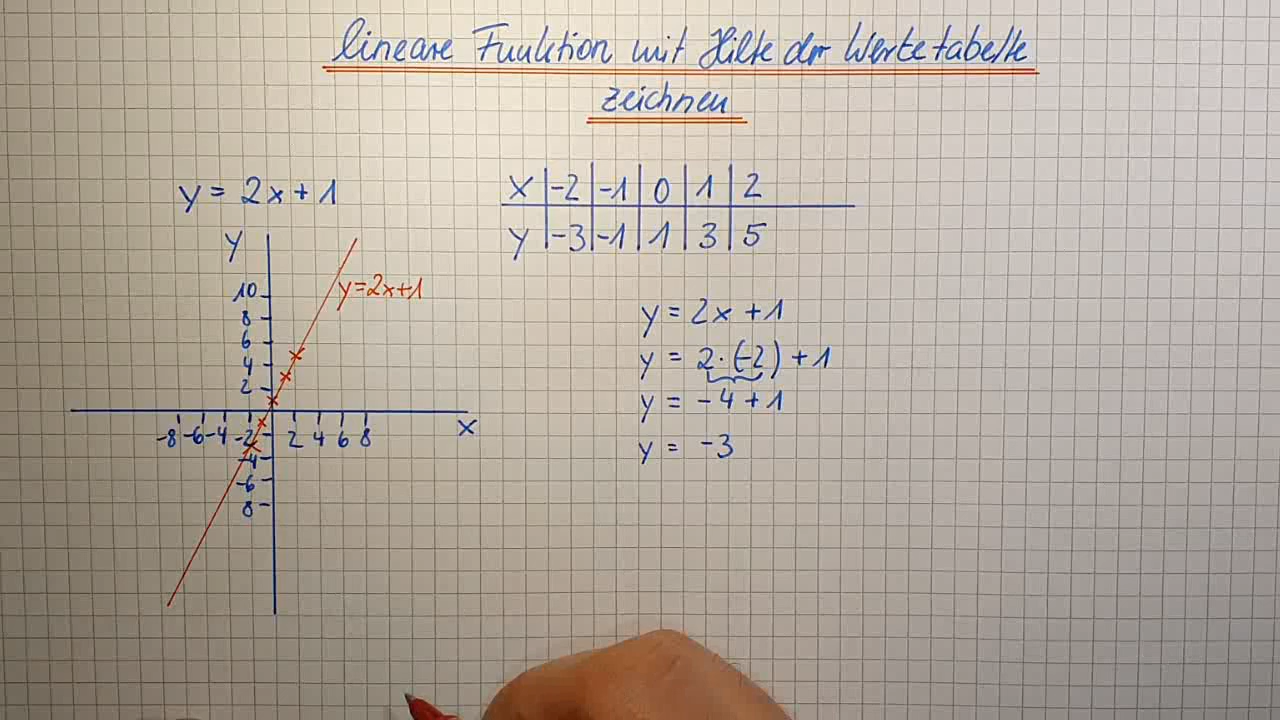 lineare Funktion mit Hilfe der Wertetabelle
zeichnen
y = 2x + 1
x -2 -1 0 1 2
y -3 -1 1 3 5
y
y=2x+1
10
8
6
4
2
-8 -6 -4 -2 2 4 6 8 x
-4
-6
8
y = 2x + 1
y = 2·(-2) + 1
y = -4 + 1
y = -3